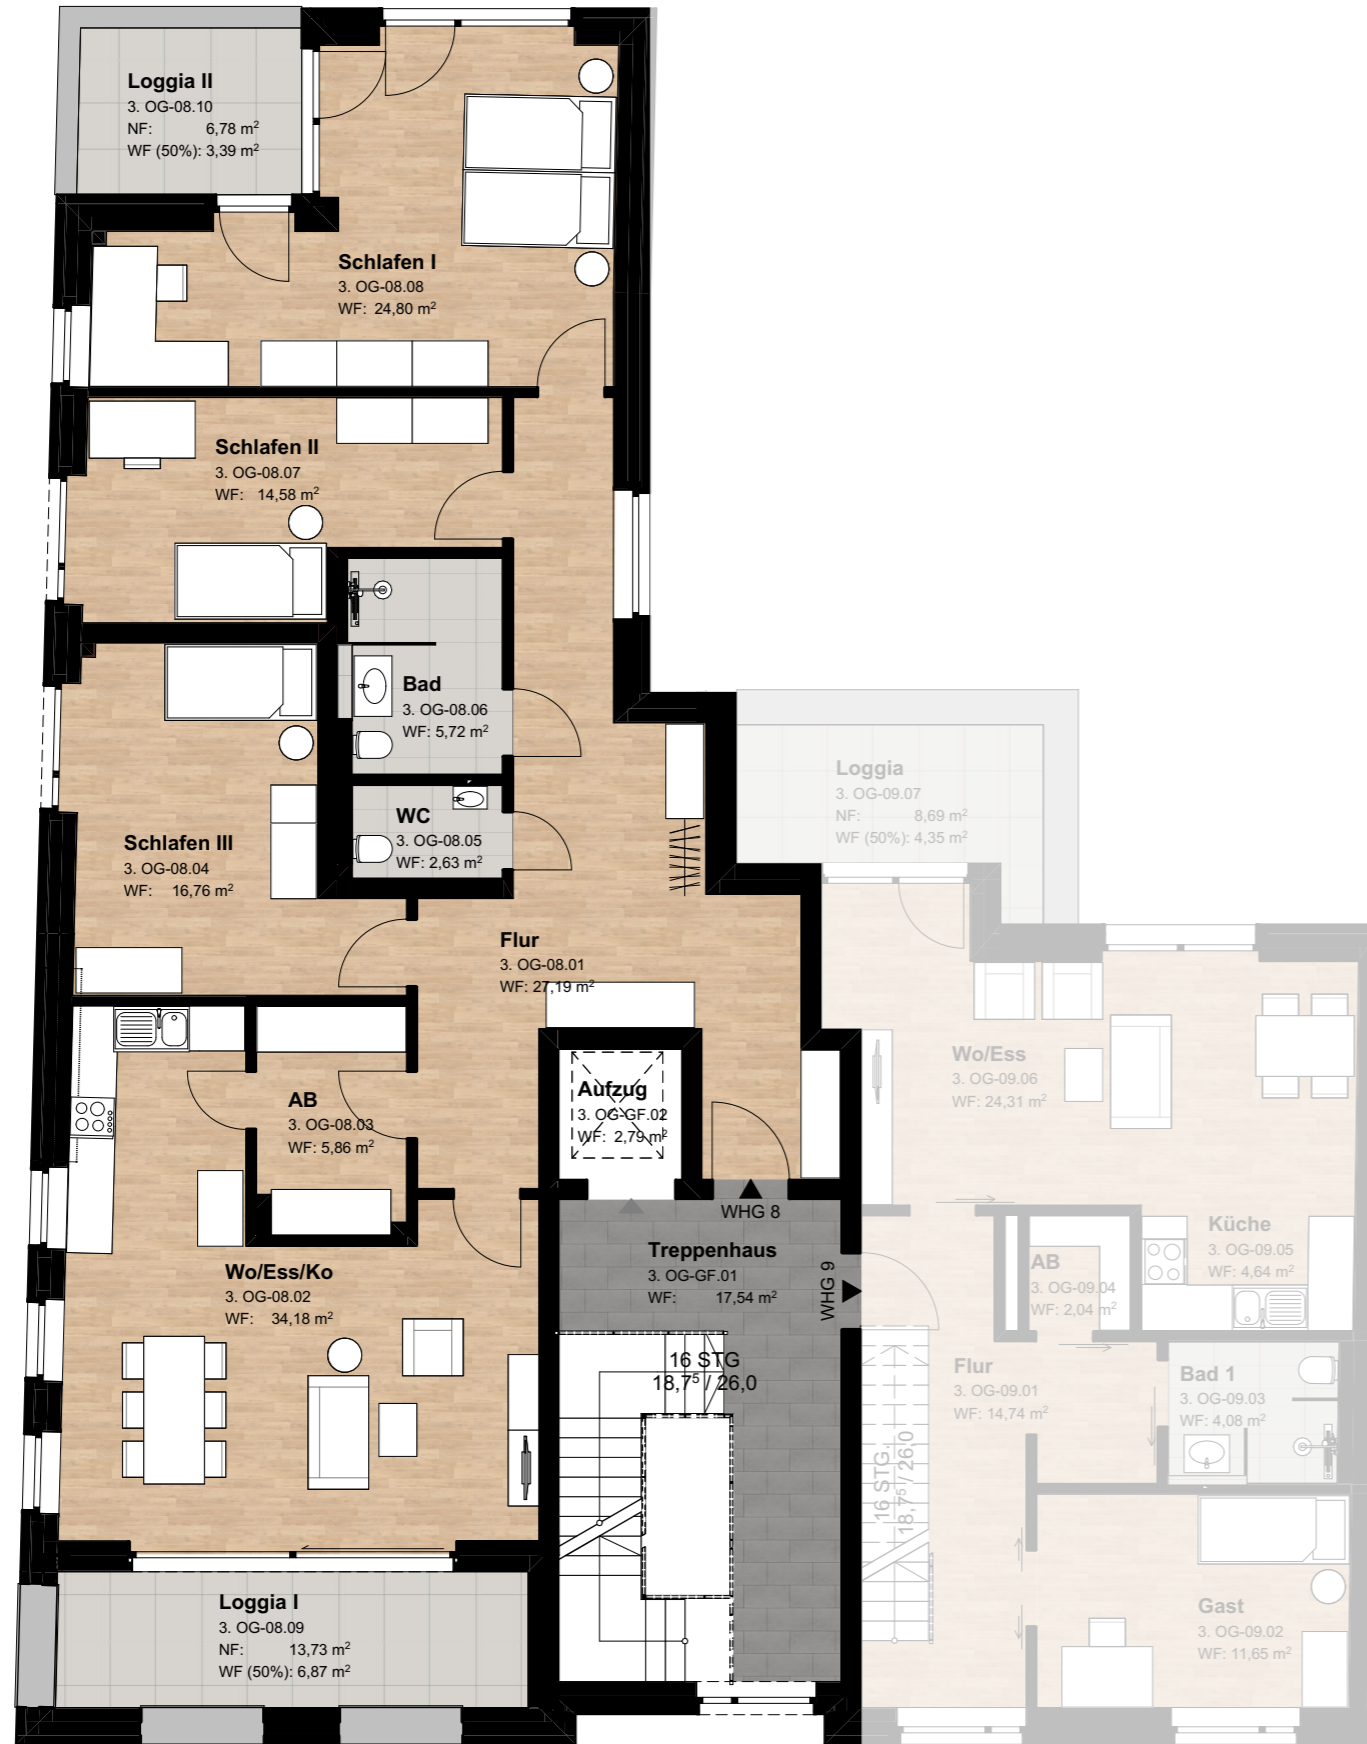 Loggia II
3. OG-08.10
NF: 6,78 m²
WF (50%): 3,39 m²
Schlafen I
3. OG-08.08
WF: 24,80 m²
Schlafen II
3. OG-08.07
WF: 14,58 m²
Bad
3. OG-08.06
WF: 5,72 m²
WC
3. OG-08.05
WF: 2,63 m²
Schlafen III
3. OG-08.04
WF: 16,76 m²
Flur
3. OG-08.01
WF: 27,19 m²
Loggia
3. OG-09.07
NF: 8,69 m²
WF (50%): 4,35 m²
Wo/Ess
3. OG-09.06
WF: 24,31 m²
AB
3. OG-08.03
WF: 5,86 m²
Aufzug
3. OG-GF.02
WF: 2,79 m²
WHG 8
Treppenhaus
3. OG-GF.01
WF: 17,54 m²
WHG 9
Küche
3. OG-09.05
WF: 4,64 m²
AB
3. OG-09.04
WF: 2,04 m²
Wo/Ess/Ko
3. OG-08.02
WF: 34,18 m²
16 STG
18,7⁵ / 26,0
Flur
3. OG-09.01
WF: 14,74 m²
Bad 1
3. OG-09.03
WF: 4,08 m²
16 STG.
18,7⁵ / 26,0
Loggia I
3. OG-08.09
NF: 13,73 m²
WF (50%): 6,87 m²
Gast
3. OG-09.02
WF: 11,65 m²